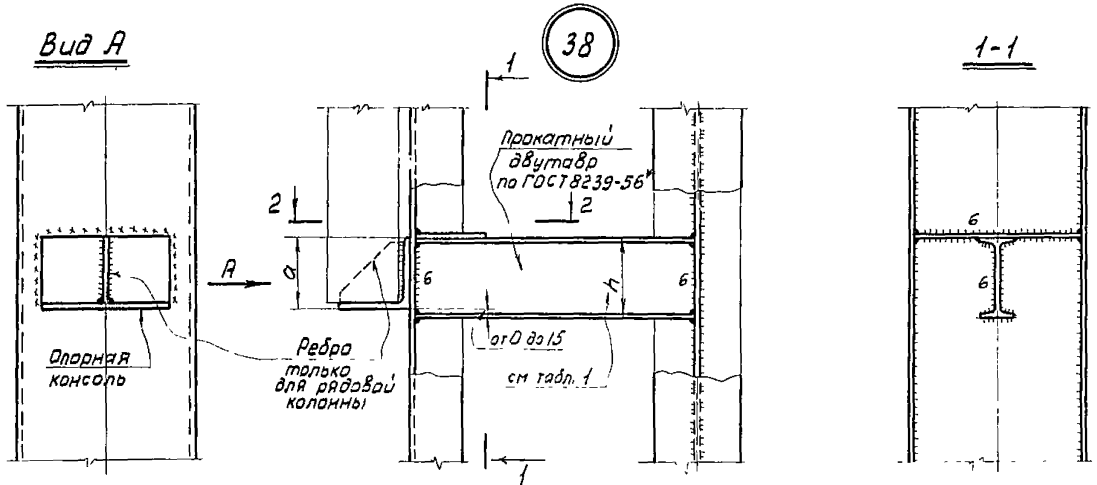 Вид А
38
1-1
1
Прокатный
двутавр
по ГОСТ 8239-56*
2
2
6
а
А
6
h
6
6
от 0 до 15
Опорная
консоль
Ребро
только
для рядовой
колонны
см табл. 1
1